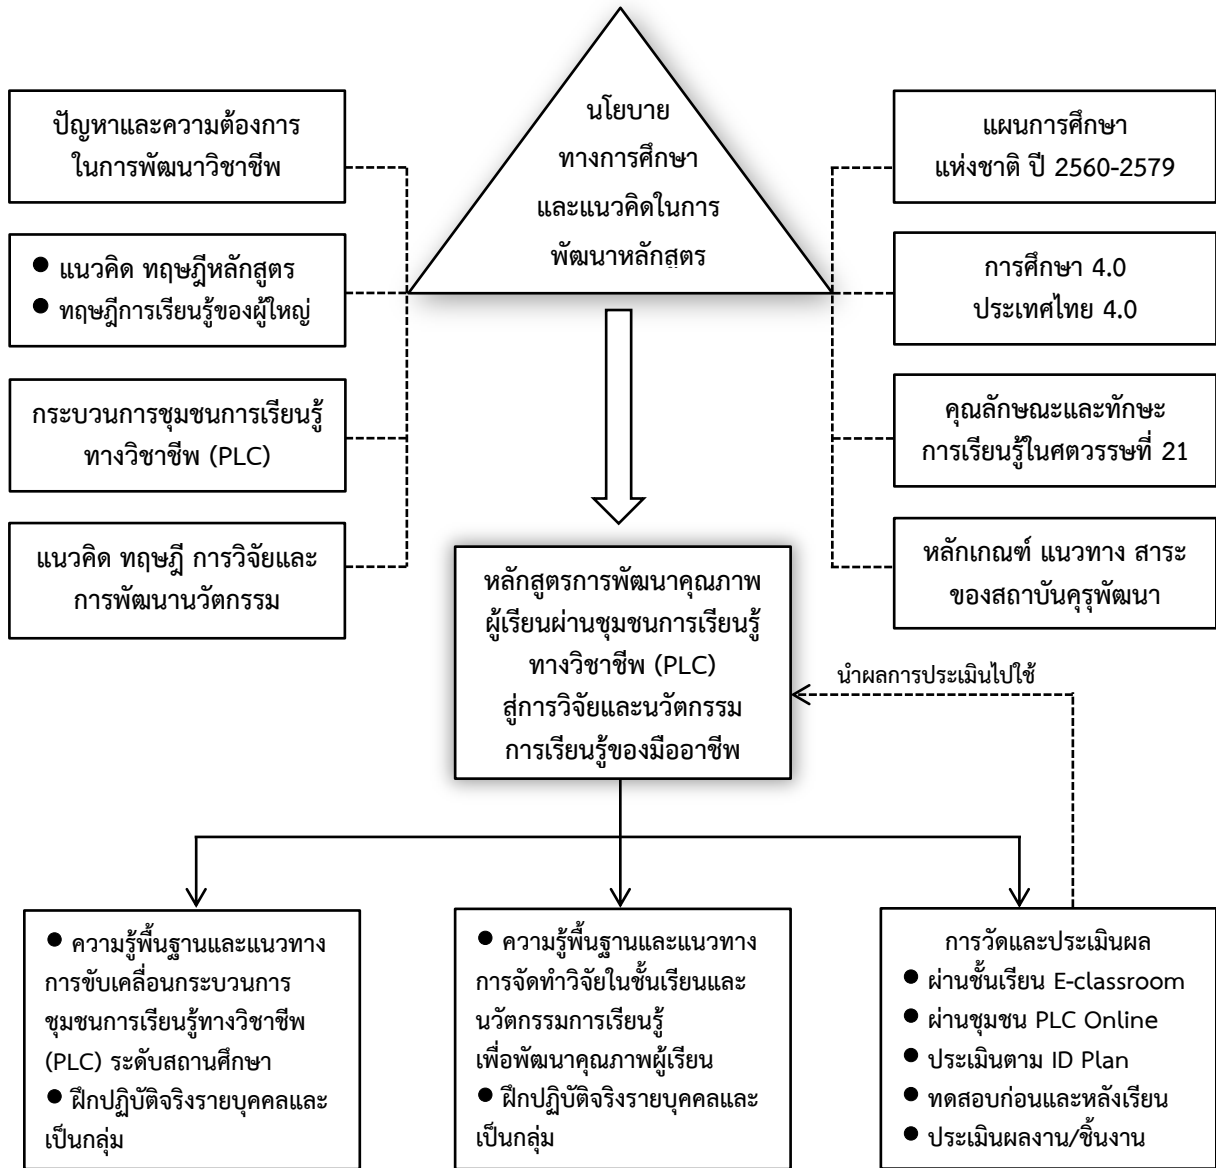 นโยบาย
ทางการศึกษา
และแนวคิดในการ
พัฒนาหลักสูตร
ปัญหาและความต้องการ
ในการพัฒนาวิชาชีพ
● แนวคิด ทฤษฎีหลักสูตร
● ทฤษฎีการเรียนรู้ของผู้ใหญ่
กระบวนการชุมชนการเรียนรู้
ทางวิชาชีพ (PLC)
แนวคิด ทฤษฎี การวิจัยและ
การพัฒนานวัตกรรม
แผนการศึกษา
แห่งชาติ ปี 2560-2579
การศึกษา 4.0
ประเทศไทย 4.0
คุณลักษณะและทักษะ
การเรียนรู้ในศตวรรษที่ 21
หลักเกณฑ์ แนวทาง สาระ
ของสถาบันคุรุพัฒนา
หลักสูตรการพัฒนาคุณภาพ
ผู้เรียนผ่านชุมชนการเรียนรู้
ทางวิชาชีพ (PLC)
สู่การวิจัยและนวัตกรรม
การเรียนรู้ของมืออาชีพ
นำผลการประเมินไปใช้
● ความรู้พื้นฐานและแนวทาง
การขับเคลื่อนกระบวนการ
ชุมชนการเรียนรู้ทางวิชาชีพ
(PLC) ระดับสถานศึกษา
● ฝึกปฏิบัติจริงรายบุคคลและ
เป็นกลุ่ม
● ความรู้พื้นฐานและแนวทาง
การจัดทำวิจัยในชั้นเรียนและ
นวัตกรรมการเรียนรู้
เพื่อพัฒนาคุณภาพผู้เรียน
● ฝึกปฏิบัติจริงรายบุคคลและ
เป็นกลุ่ม
การวัดและประเมินผล
● ผ่านชั้นเรียน E-classroom
● ผ่านชุมชน PLC Online
● ประเมินตาม ID Plan
● ทดสอบก่อนและหลังเรียน
● ประเมินผลงาน/ชิ้นงาน